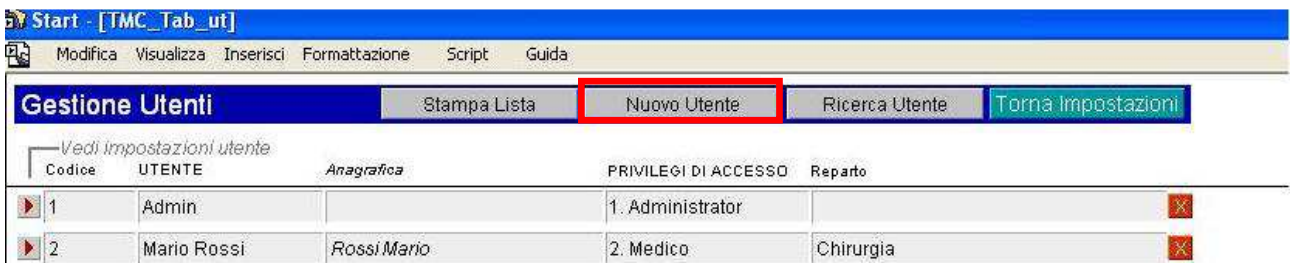 Start - [TMC_Tab_ut]
Modifica Visualizza Inserisci Formattazione Script Guida
Gestione Utenti Stampa Lista Nuovo Utente Ricerca Utente Torna Impostazioni
Vedi impostazioni utente
Codice UTENTE Anagrafica PRIVILEGI DI ACCESSO Reparto
1 Admin 1. Administrator X
2 Mario Rossi Rossi Mario 2. Medico Chirurgia X